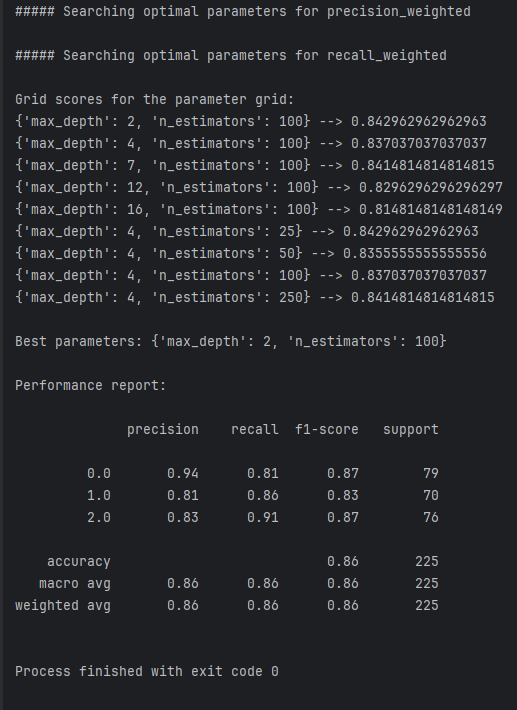 ##### Searching optimal parameters for precision_weighted
##### Searching optimal parameters for recall_weighted
Grid scores for the parameter grid:
{'max_depth': 2, 'n_estimators': 100} --> 0.842962962962963
{'max_depth': 4, 'n_estimators': 100} --> 0.837037037037037
{'max_depth': 7, 'n_estimators': 100} --> 0.8414814814814815
{'max_depth': 12, 'n_estimators': 100} --> 0.8296296296296297
{'max_depth': 16, 'n_estimators': 100} --> 0.8148148148148149
{'max_depth': 4, 'n_estimators': 25} --> 0.842962962962963
{'max_depth': 4, 'n_estimators': 50} --> 0.8355555555555556
{'max_depth': 4, 'n_estimators': 100} --> 0.837037037037037
{'max_depth': 4, 'n_estimators': 250} --> 0.8414814814814815
Best parameters: {'max_depth': 2, 'n_estimators': 100}
Performance report:
precision recall f1-score support
0.0 0.94 0.81 0.87 79
1.0 0.81 0.86 0.83 70
2.0 0.83 0.91 0.87 76
accuracy 0.86 225
macro avg 0.86 0.86 0.86 225
weighted avg 0.86 0.86 0.86 225
Process finished with exit code 0